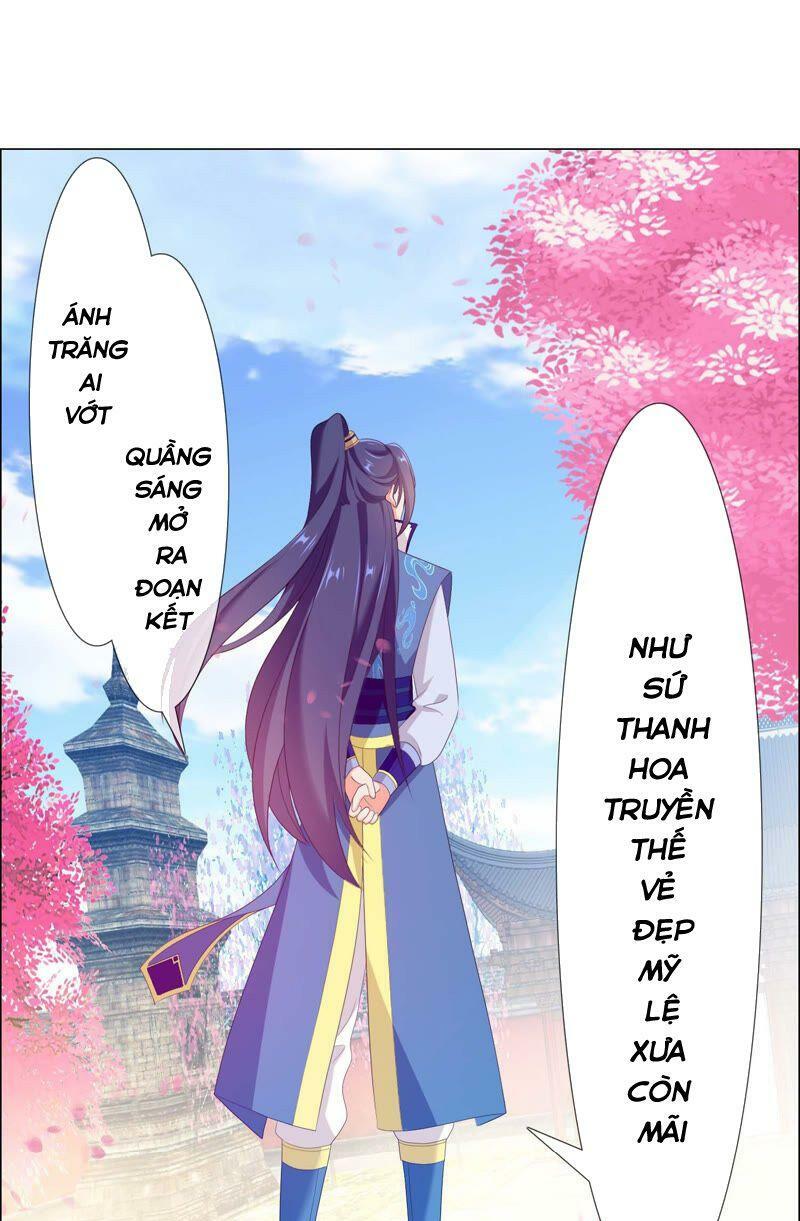 ÁNH
TRĂNG
AI
VỚT
QUẦNG
SÁNG
MỞ
RA
ĐOẠN
KẾT
NHƯ
SỨ
THANH
HOA
TRUYỀN
THẾ
VẺ
ĐẸP
MỸ
LỆ
XƯA
CÒN
MÃI